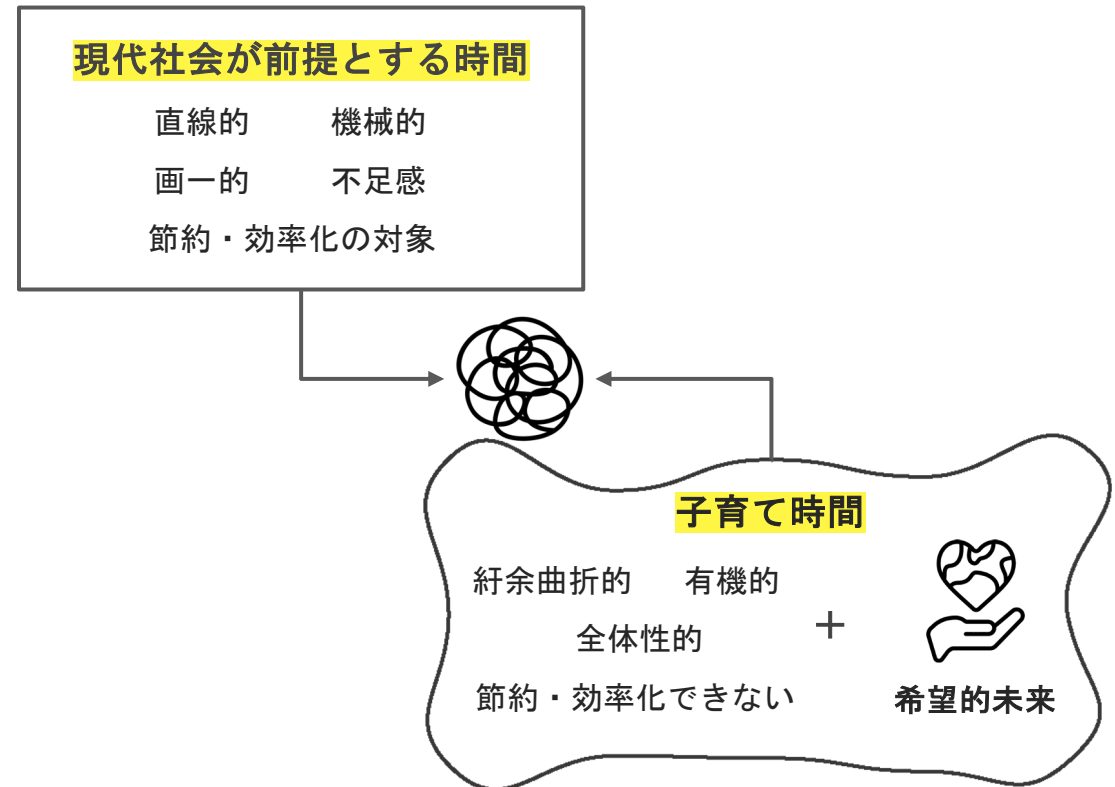 現代社会が前提とする時間
直線的 機械的
画一的 不足感
節約・効率化の対象
子育て時間
紆余曲折的 有機的
全体性的
+
節約・効率化できない
希望的未来